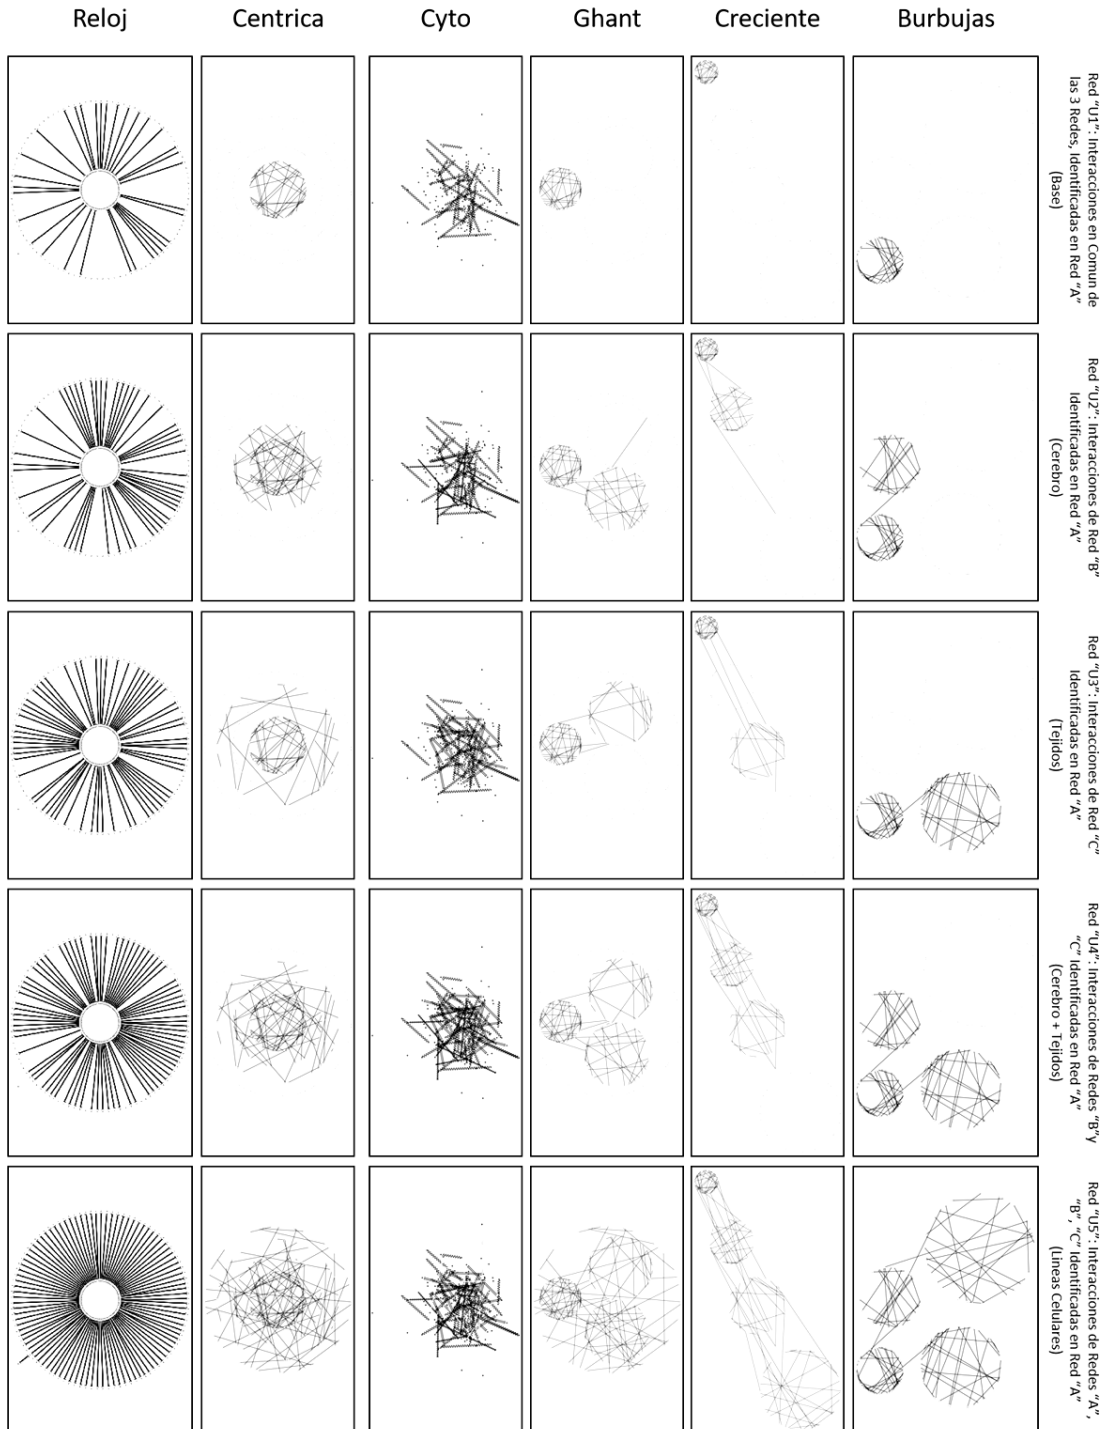 Reloj
Centrica
Cyto
Ghant
Creciente
Burbujas
Red “U1”: Interacciones en Comun de
las 3 Redes, Identificadas en Red “A”
(Base)
Red “U2”: Interacciones de Red “B”
Identificadas en Red “A”
(Cerebro)
Red “U3”: Interacciones de Red “C”
Identificadas en Red “A”
(Tejidos)
Red “U4”: Interacciones de Redes “B”y
“C” Identificadas en Red “A”
(Cerebro + Tejidos)
Red “U5”: Interacciones de Redes “A”,
“B”, “C” Identificadas en Red “A”
(Lineas Celulares)